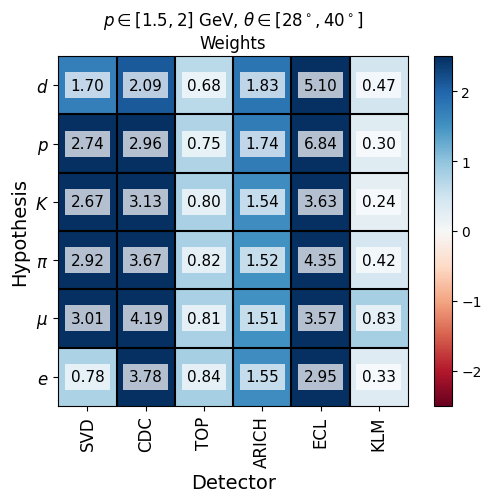 p ∈ [1.5, 2] GeV, θ ∈ [28°, 40°]
Weights
d 1.70 2.09 0.68 1.83 5.10 0.47
p 2.74 2.96 0.75 1.74 6.84 0.30
K 2.67 3.13 0.80 1.54 3.63 0.24
π 2.92 3.67 0.82 1.52 4.35 0.42
μ 3.01 4.19 0.81 1.51 3.57 0.83
e 0.78 3.78 0.84 1.55 2.95 0.33
SVD CDC TOP ARICH ECL KLM
Detector
Hypothesis
2
1
0
−1
−2